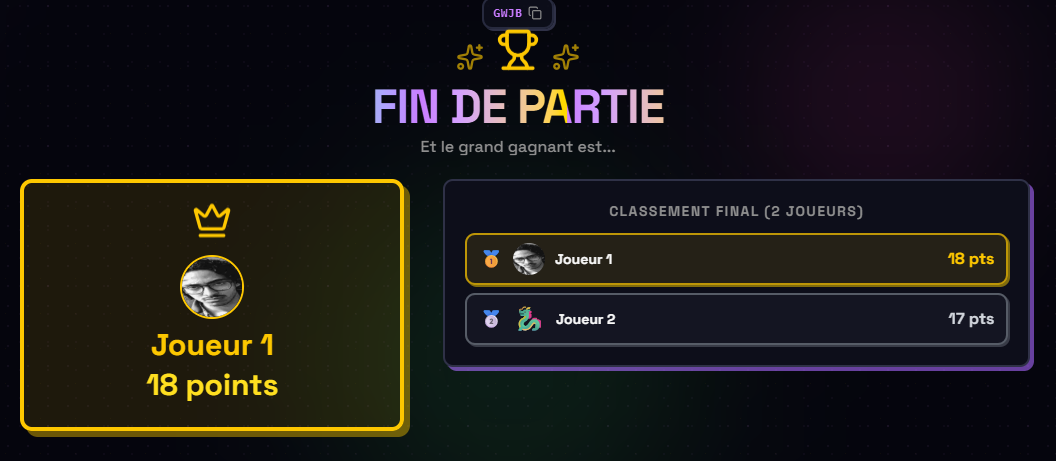 GWJB
FIN DE PARTIE
Et le grand gagnant est...
Joueur 1
18 points
CLASSEMENT FINAL (2 JOUEURS)
1 Joueur 1 18 pts
2 Joueur 2 17 pts